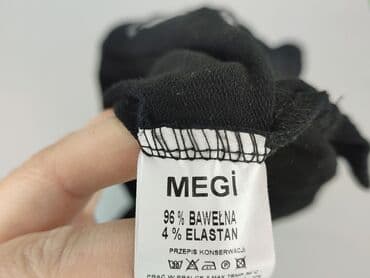 MEGi
96 % BAWEŁNA
4 % ELASTAN
PRZEPIS KONSERWACJI